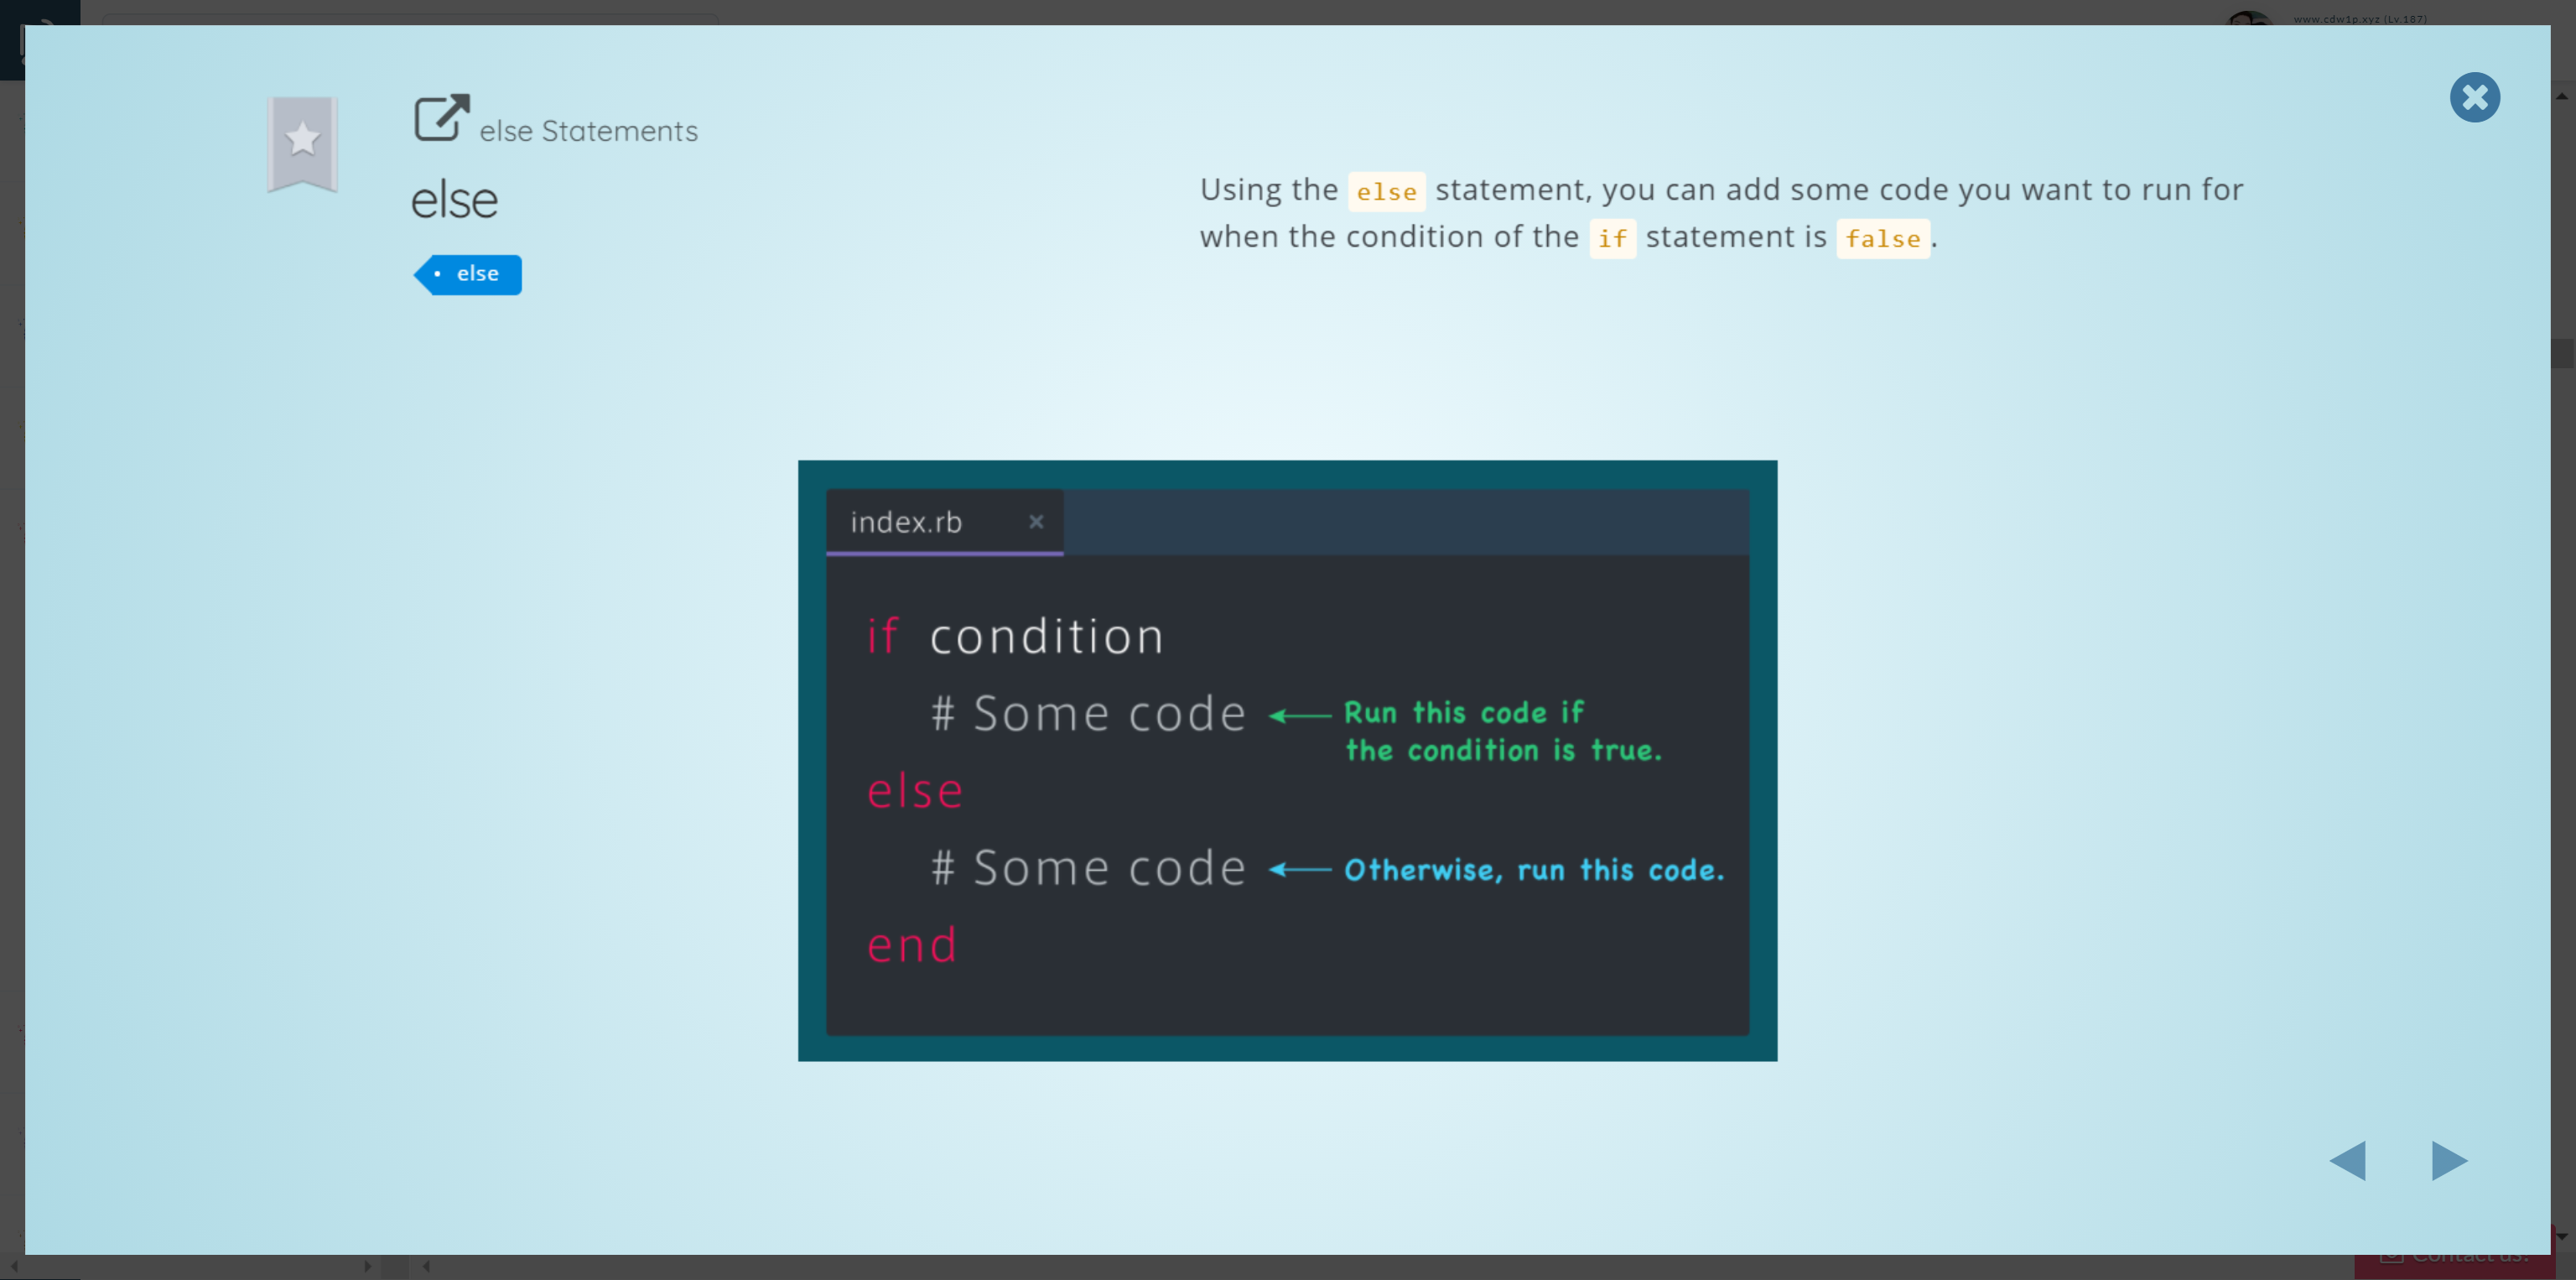 www.cdw1p.xyz (Lv.187)
else Statements
else
else
Using the else statement, you can add some code you want to run for
when the condition of the if statement is false.
index.rb
if condition
# Some code
Run this code if
the condition is true.
else
# Some code
Otherwise, run this code.
end
Contact us!